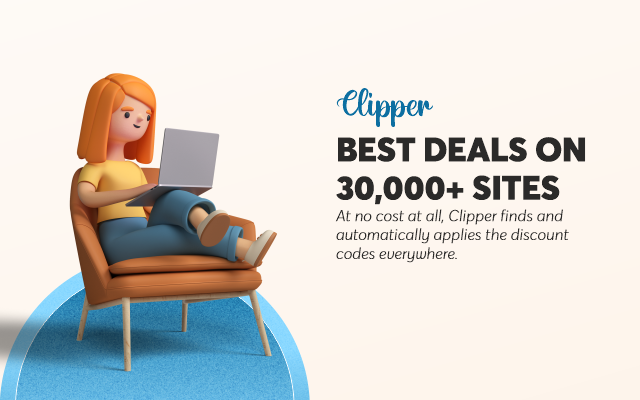 Clipper
BEST DEALS ON
30,000+ SITES
At no cost at all, Clipper finds and
automatically applies the discount
codes everywhere.